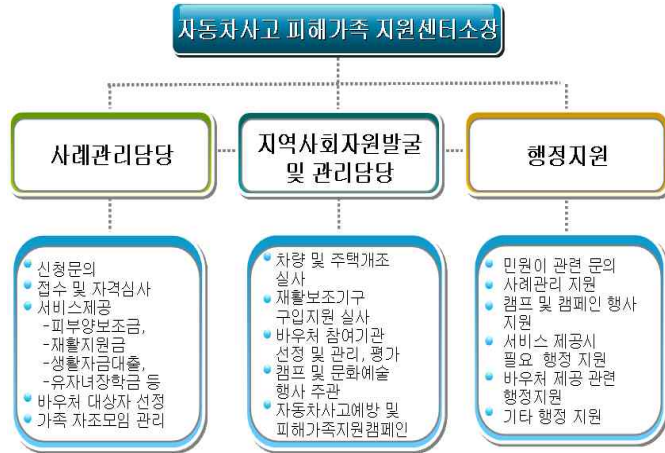 자동차사고 피해가족 지원센터소장
사례관리담당
지역사회자원발굴
및 관리담당
행정지원
신청문의
접수 및 자격심사
서비스제공
-피부양보조금,
-재활지원금
-생활자금대출,
-유자녀장학금 등
바우처 대상자 선정
가족 자조모임 관리
차량 및 주택개조
실사
재활보조기구
구입지원 실사
바우처 참여기관
선정 및 관리, 평가
캠프 및 문화예술
행사 주관
자동차사고예방 및
피해가족지원캠페인
민원이 관련 문의
사례관리 지원
캠프 및 캠페인 행사
지원
서비스 제공시
필요 행정 지원
바우처 제공 관련
행정지원
기타 행정 지원